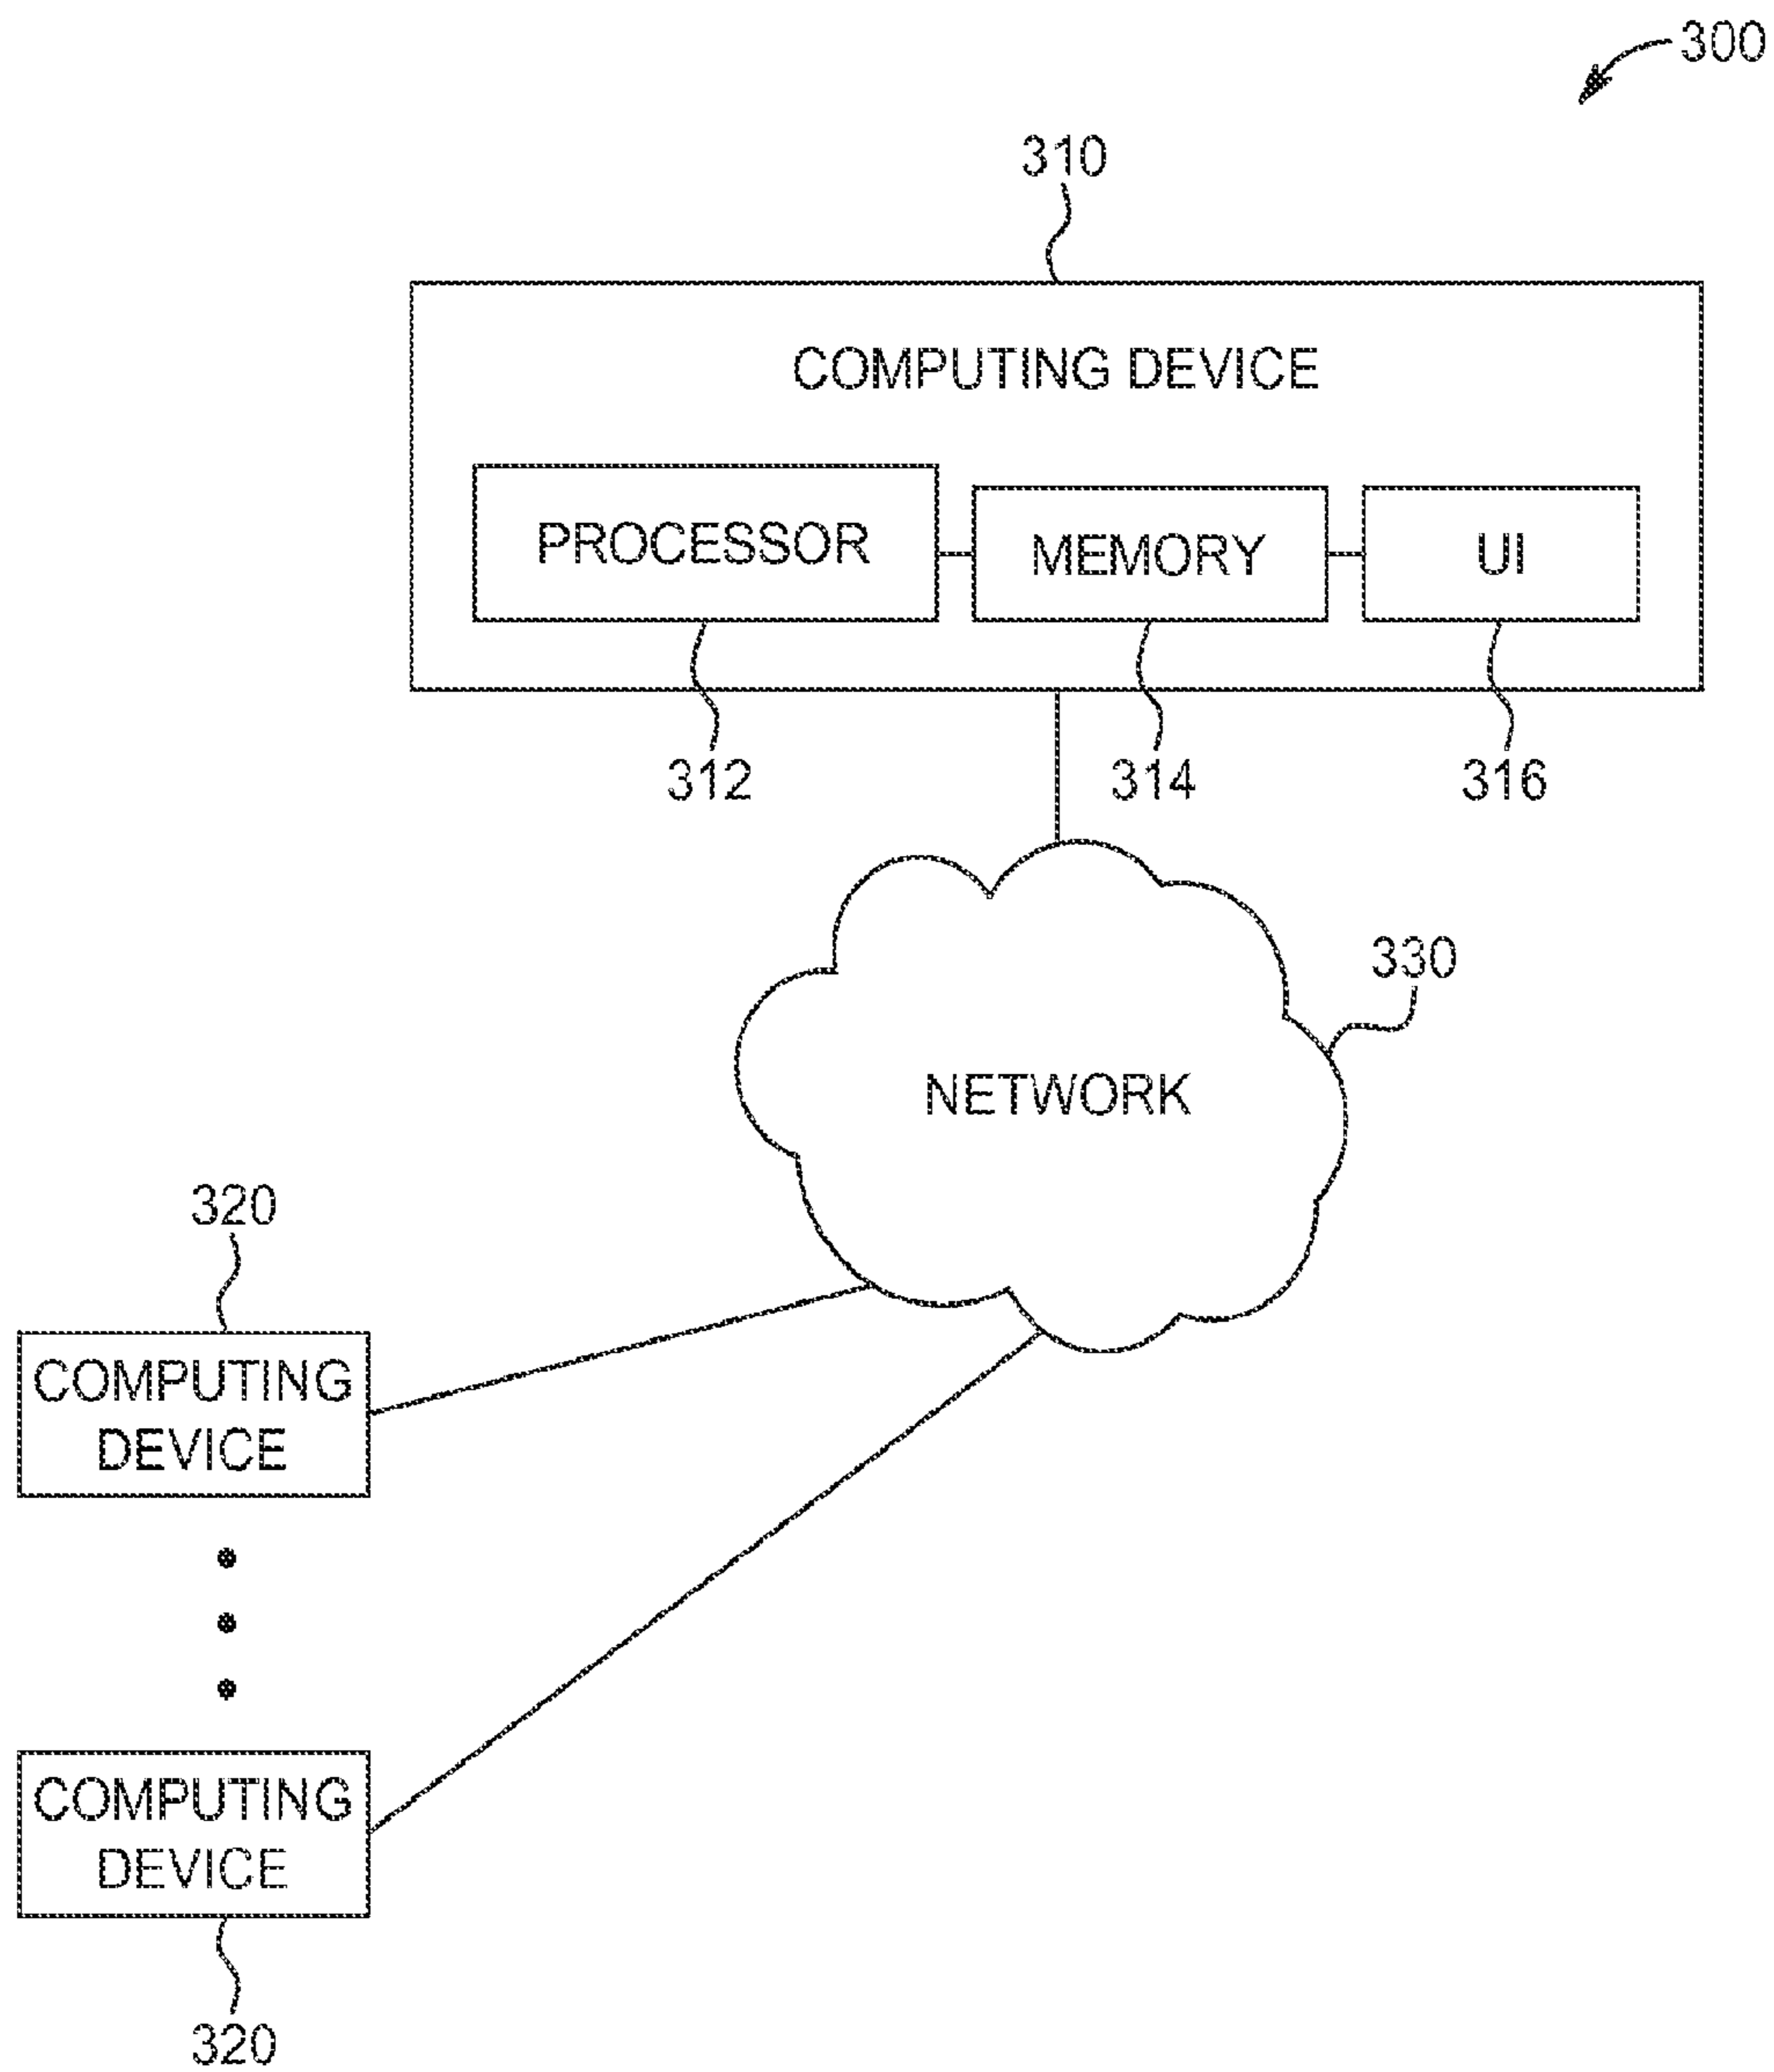 300
310
COMPUTING DEVICE
PROCESSOR
MEMORY
UI
312
314
316
330
NETWORK
320
COMPUTING
DEVICE
COMPUTING
DEVICE
320